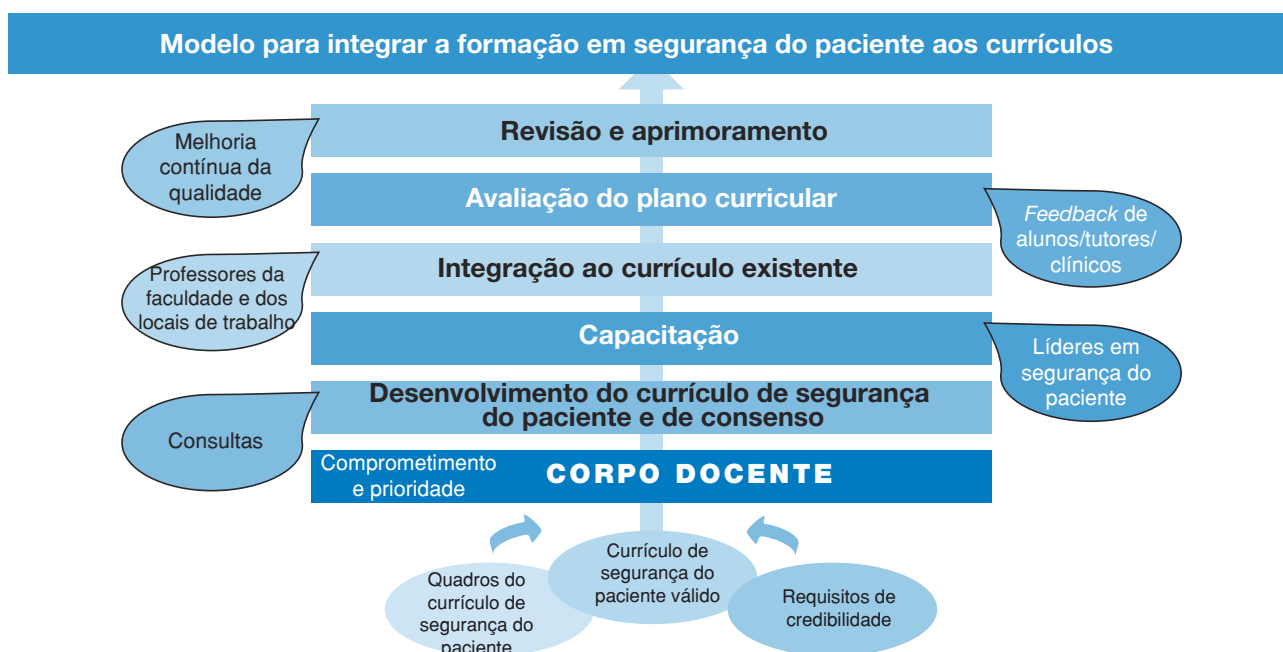 Modelo para integrar a formação em segurança do paciente aos currículos
Revisão e aprimoramento
Melhoria
contínua da
qualidade
Avaliação do plano curricular
Feedback de
alunos/tutores/
clínicos
Integração ao currículo existente
Professores da
faculdade e dos
locais de trabalho
Capacitação
Líderes em
segurança do
paciente
Desenvolvimento do currículo de segurança
do paciente e de consenso
Consultas
Comprometimento
e prioridade
CORPO DOCENTE
Quadros do
currículo de
segurança do
paciente
Currículo de
segurança do
paciente válido
Requisitos de
credibilidade